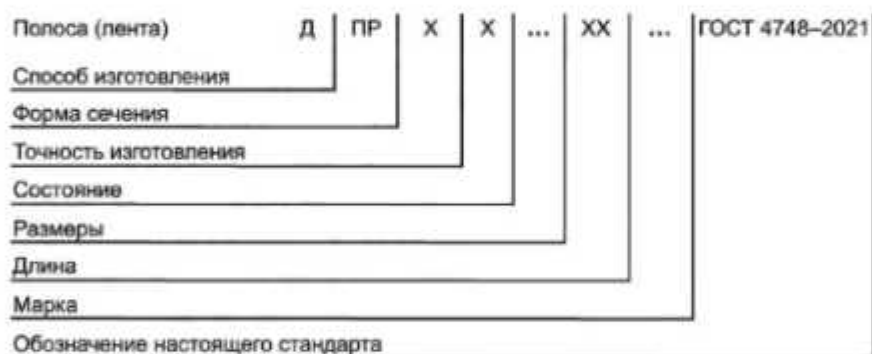 Полоса (лента) Д ПР Х Х ... ХХ ... ГОСТ 4748–2021
Способ изготовления
Форма сечения
Точность изготовления
Состояние
Размеры
Длина
Марка
Обозначение настоящего стандарта